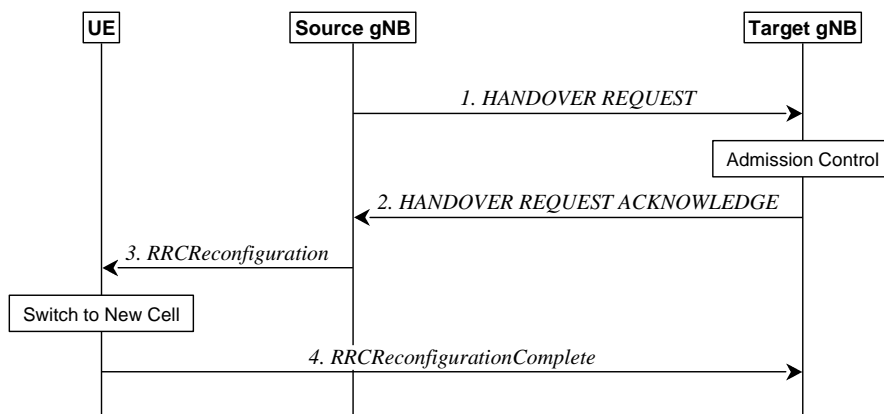 UE
Source gNB
Target gNB
1. HANDOVER REQUEST
Admission Control
2. HANDOVER REQUEST ACKNOWLEDGE
3. RRCReconfiguration
Switch to New Cell
4. RRCReconfigurationComplete